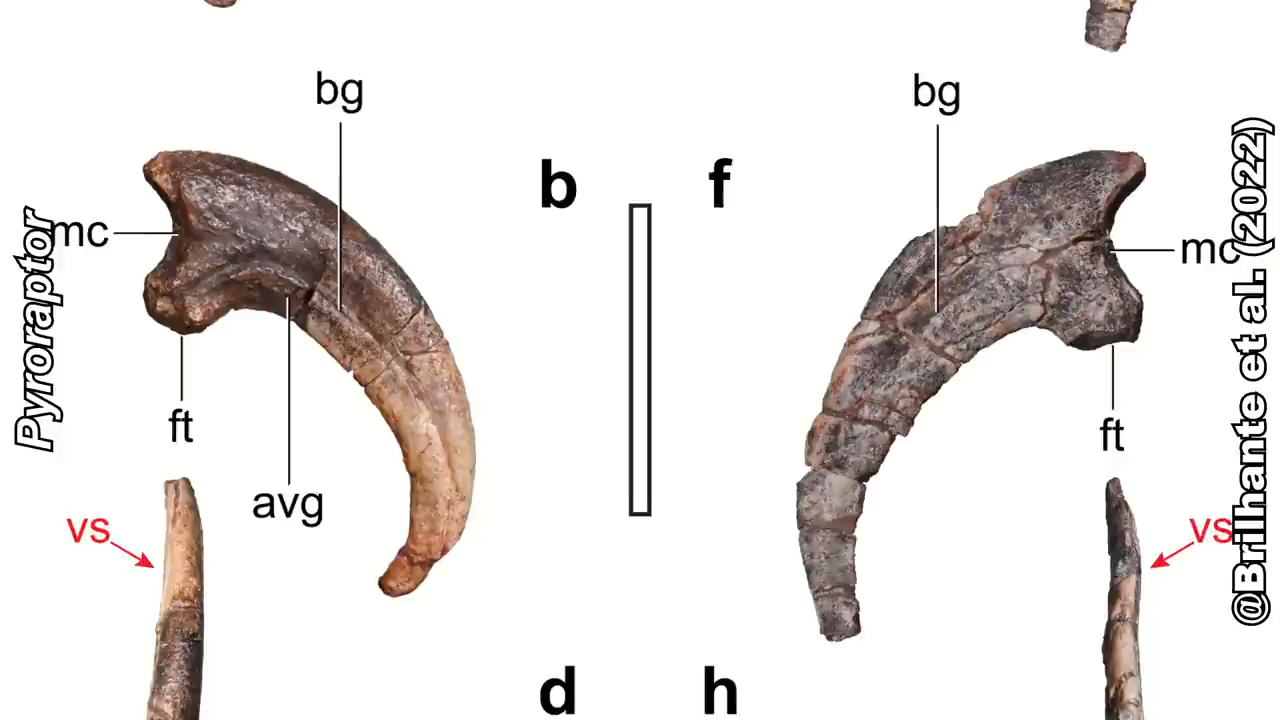 bg
bg
b
f
mc
mc
ft
ft
avg
vs
vs
d
h
Pyroraptor
@Brilhante et al. (2022)